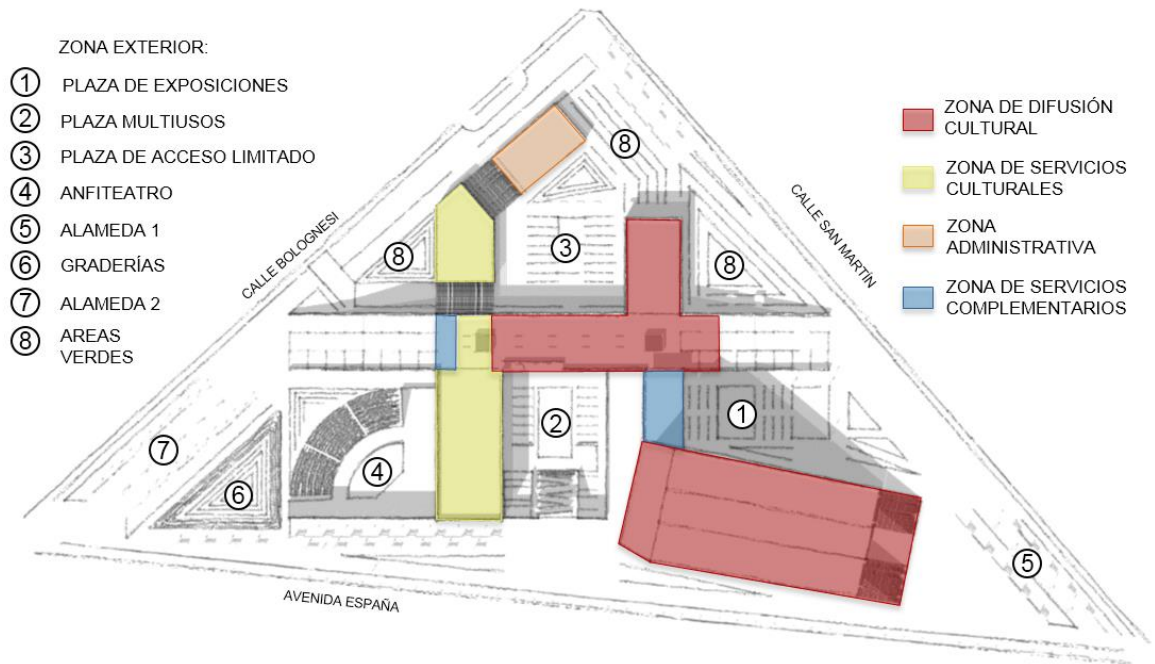 ZONA EXTERIOR:
1 PLAZA DE EXPOSICIONES
2 PLAZA MULTIUSOS
3 PLAZA DE ACCESO LIMITADO
4 ANFITEATRO
5 ALAMEDA 1
6 GRADERÍAS
7 ALAMEDA 2
8 AREAS
VERDES
ZONA DE DIFUSIÓN
CULTURAL
ZONA DE SERVICIOS
CULTURALES
ZONA
ADMINISTRATIVA
ZONA DE SERVICIOS
COMPLEMENTARIOS
CALLE BOLOGNESI
CALLE SAN MARTÍN
AVENIDA ESPAÑA
8
3
8
8
2
1
7
4
6
5